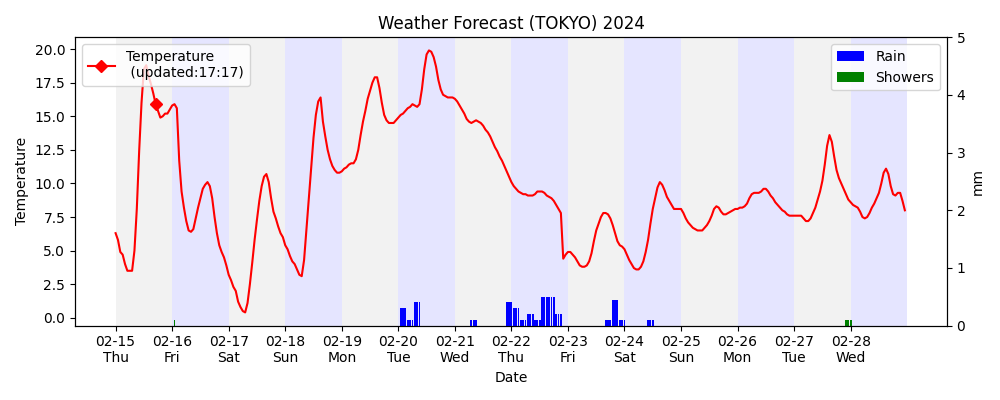 Weather Forecast (TOKYO) 2024
Temperature
(updated:17:17)
Rain
Showers
Temperature
20.0
17.5
15.0
12.5
10.0
7.5
5.0
2.5
0.0
5
4
3
2
1
0
mm
02-15 02-16 02-17 02-18 02-19 02-20 02-21 02-22 02-23 02-24 02-25 02-26 02-27 02-28
Thu Fri Sat Sun Mon Tue Wed Thu Fri Sat Sun Mon Tue Wed
Date